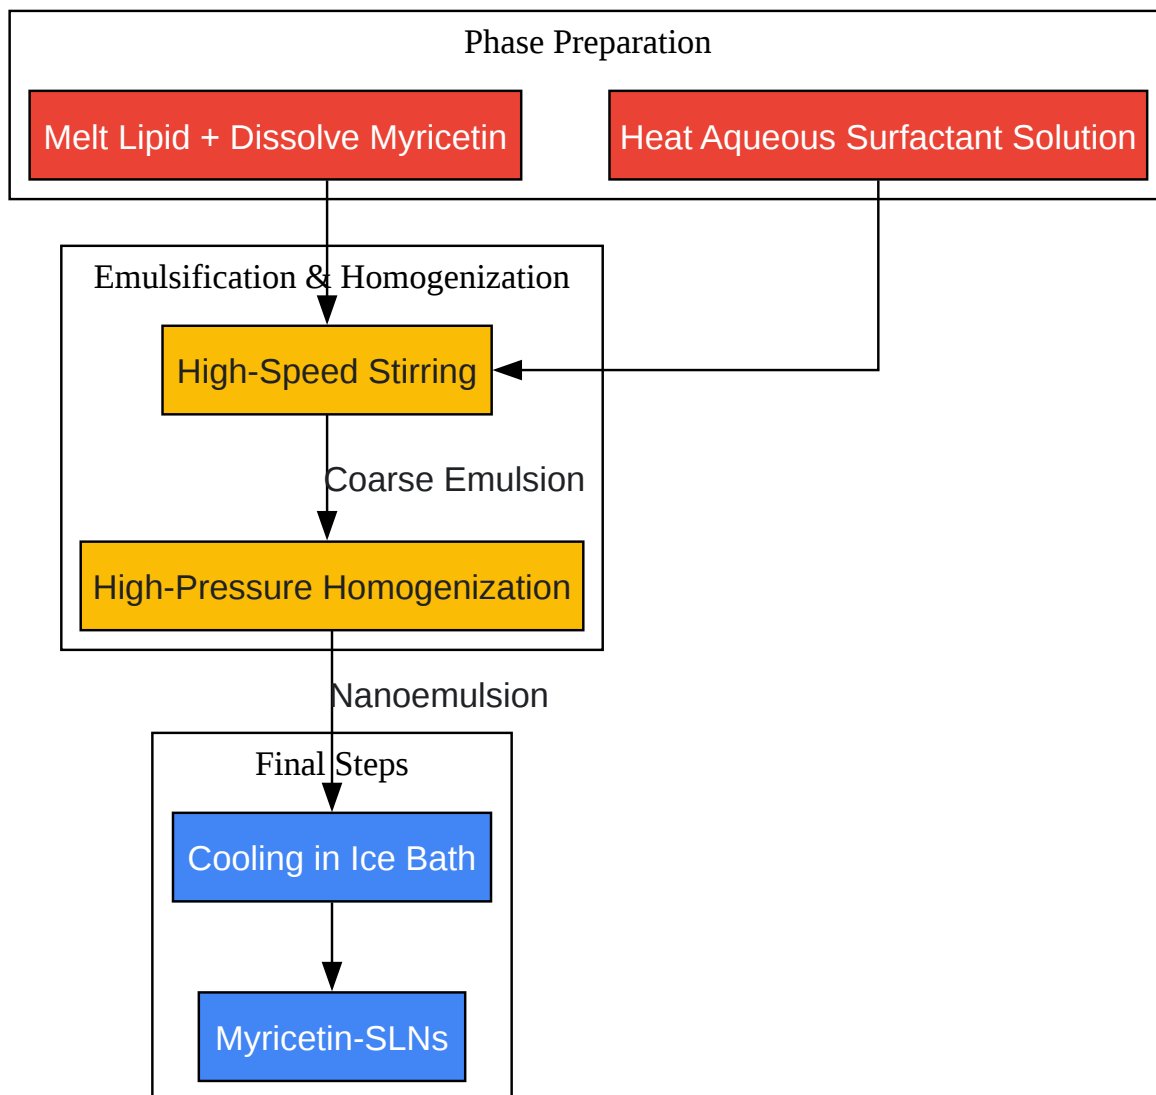 Phase Preparation
Melt Lipid + Dissolve Myricetin
Heat Aqueous Surfactant Solution
Emulsification & Homogenization
High-Speed Stirring
Coarse Emulsion
High-Pressure Homogenization
Nanoemulsion
Final Steps
Cooling in Ice Bath
Myricetin-SLNs